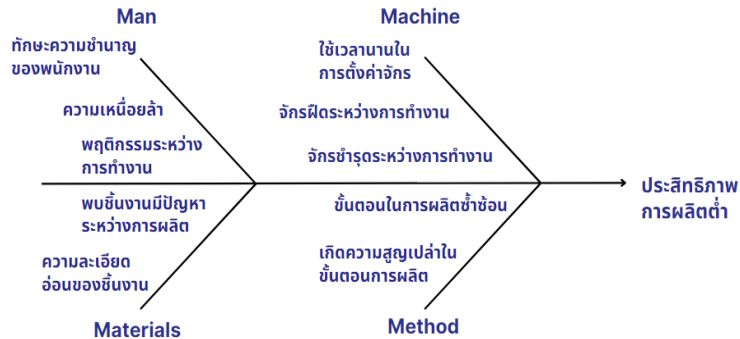 Man
Machine
ทักษะความชำนาญ
ของพนักงาน
ความเหนื่อยล้า
พฤติกรรมระหว่าง
การทำงาน
ใช้เวลานานใน
การตั้งค่าจักร
จักรฝืดระหว่างการทำงาน
จักรชำรุดระหว่างการทำงาน
ประสิทธิภาพ
การผลิตต่ำ
พบชิ้นงานมีปัญหา
ระหว่างการผลิต
ความละเอียด
อ่อนของชิ้นงาน
ขั้นตอนในการผลิตซ้ำซ้อน
เกิดความสูญเปล่าใน
ขั้นตอนการผลิต
Materials
Method